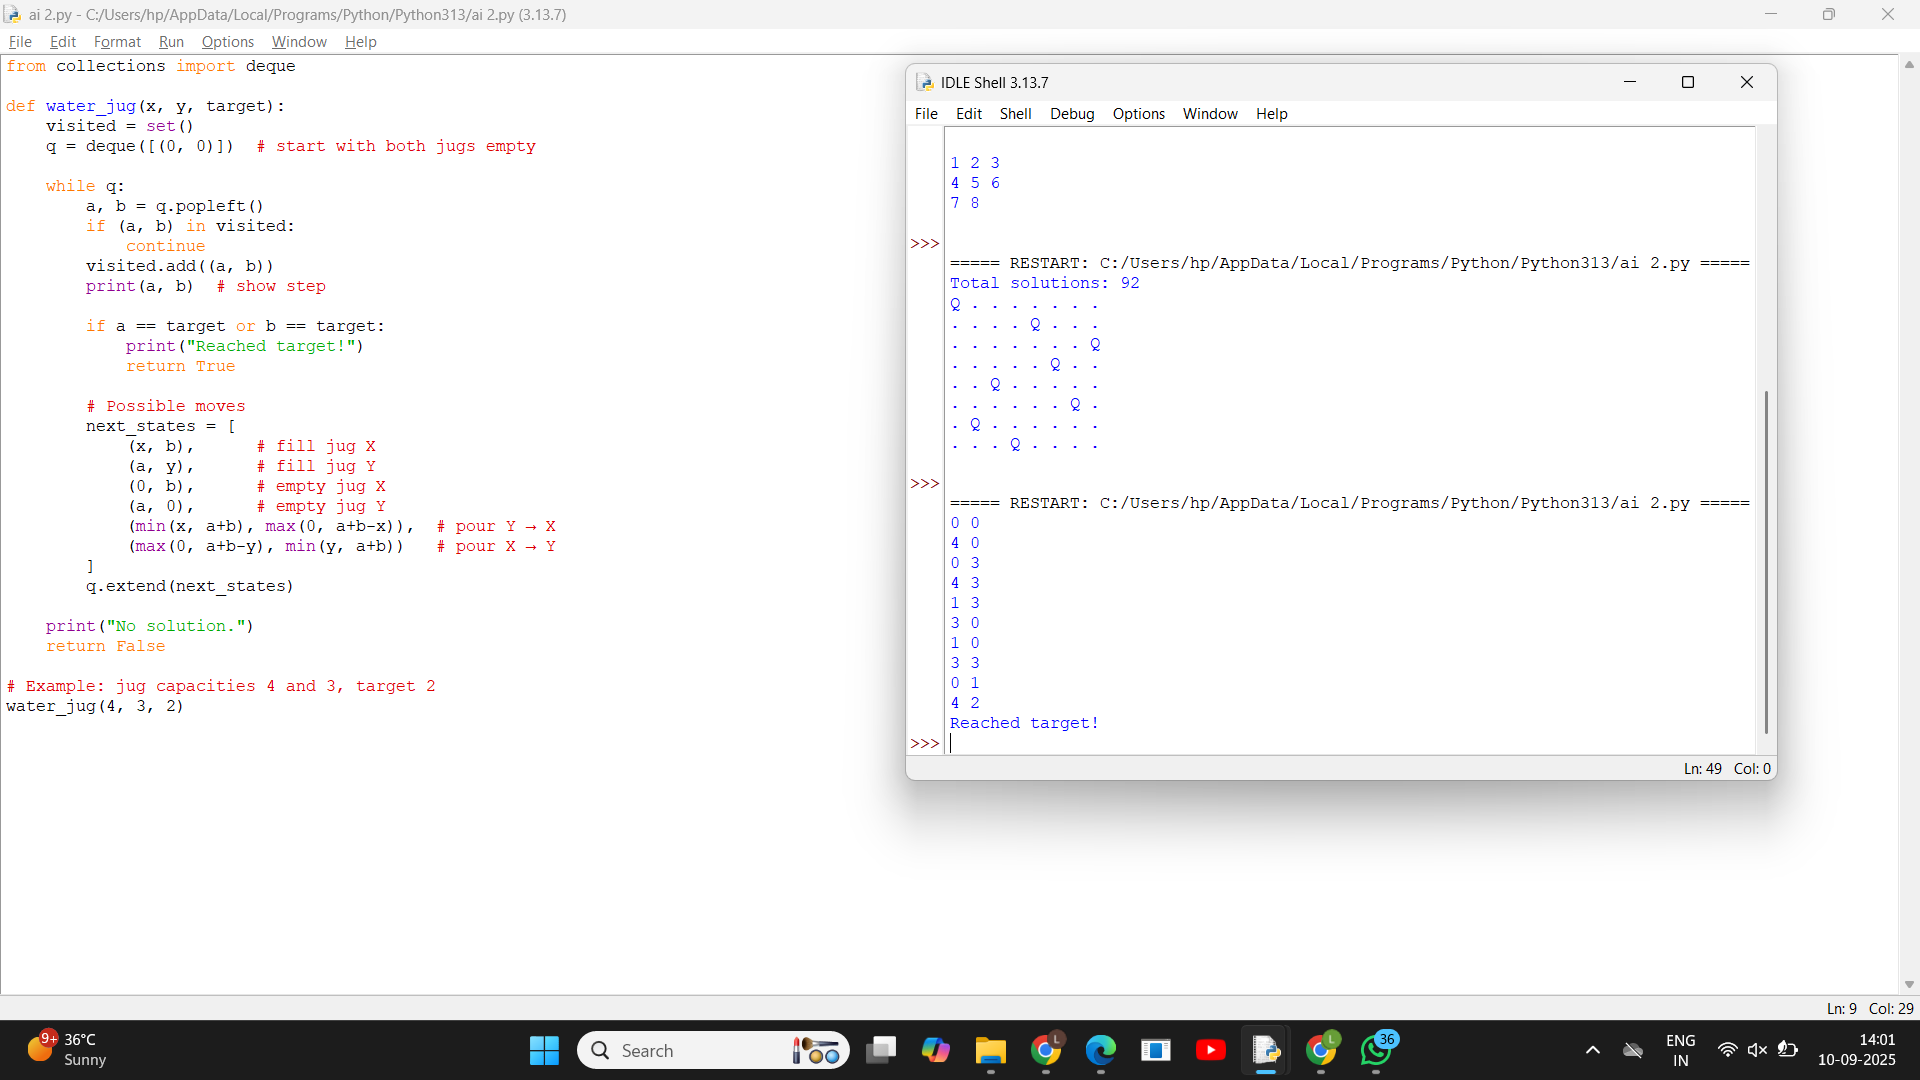 ai 2.py - C:/Users/hp/AppData/Local/Programs/Python/Python313/ai 2.py (3.13.7)
File Edit Format Run Options Window Help
from collections import deque
def water_jug(x, y, target):
    visited = set()
    q = deque([(0, 0)])  # start with both jugs empty
    while q:
        a, b = q.popleft()
        if (a, b) in visited:
            continue
        visited.add((a, b))
        print(a, b)  # show step
        if a == target or b == target:
            print("Reached target!")
            return True
        # Possible moves
        next_states = [
            (x, b),      # fill jug X
            (a, y),      # fill jug Y
            (0, b),      # empty jug X
            (a, 0),      # empty jug Y
            (min(x, a+b), max(0, a+b-x)),  # pour Y → X
            (max(0, a+b-y), min(y, a+b))   # pour X → Y
        ]
        q.extend(next_states)
    print("No solution.")
    return False
# Example: jug capacities 4 and 3, target 2
water_jug(4, 3, 2)
Ln: 9 Col: 29
IDLE Shell 3.13.7
File Edit Shell Debug Options Window Help
1 2 3
4 5 6
7 8
>>>
===== RESTART: C:/Users/hp/AppData/Local/Programs/Python/Python313/ai 2.py =====
Total solutions: 92
Q . . . . . . .
. . . . Q . . .
. . . . . . . Q
. . . . . Q . .
. . Q . . . . .
. . . . . . Q .
. Q . . . . . .
. . . Q . . . .
>>>
===== RESTART: C:/Users/hp/AppData/Local/Programs/Python/Python313/ai 2.py =====
0 0
4 0
0 3
4 3
1 3
3 0
1 0
3 3
0 1
4 2
Reached target!
>>>
Ln: 49 Col: 0
9+
36°C
Sunny
Search
L
L
36
ENG
IN
14:01
10-09-2025